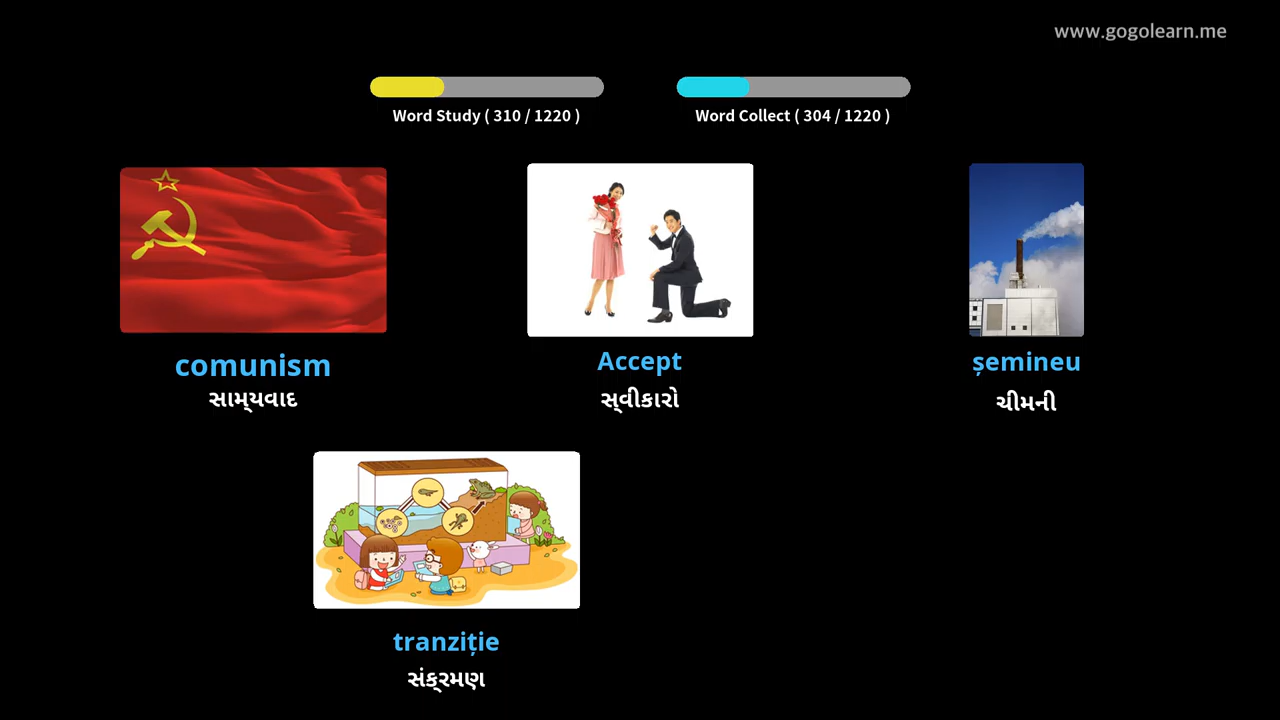 www.gogolearn.me
Word Study ( 310 / 1220 )
Word Collect ( 304 / 1220 )
comunism
સામ્યવાદ
Accept
સ્વીકારો
șemineu
ચીમની
tranziție
સંક્રમણ